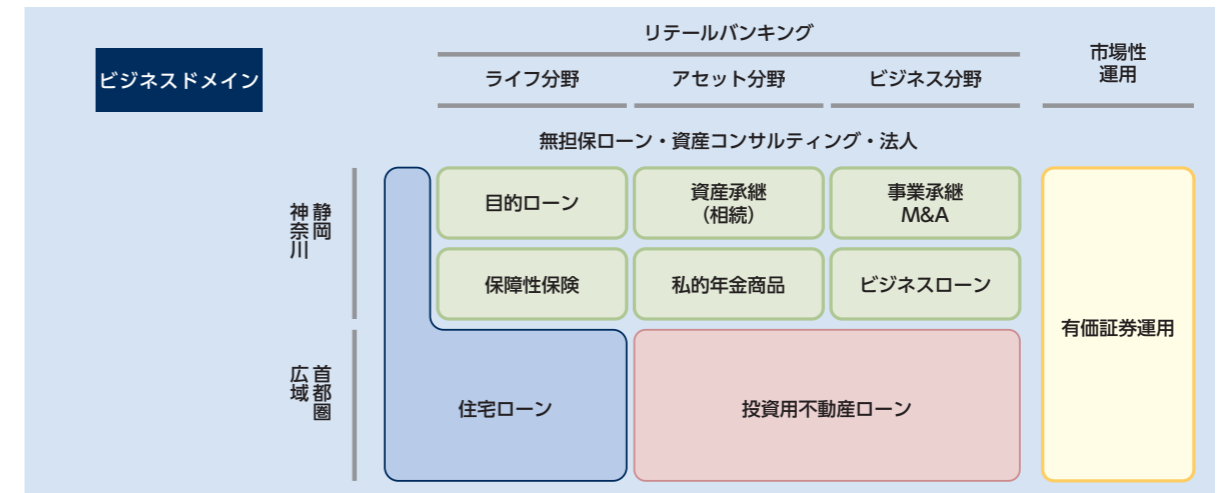 ビジネスドメイン
リテールバンキング
ライフ分野
アセット分野
ビジネス分野
市場性
運用
無担保ローン・資産コンサルティング・法人
静岡
神奈川
目的ローン
資産承継
（相続）
事業承継
M&A
保障性保険
私的年金商品
ビジネスローン
有価証券運用
首都圏
広域
住宅ローン
投資用不動産ローン